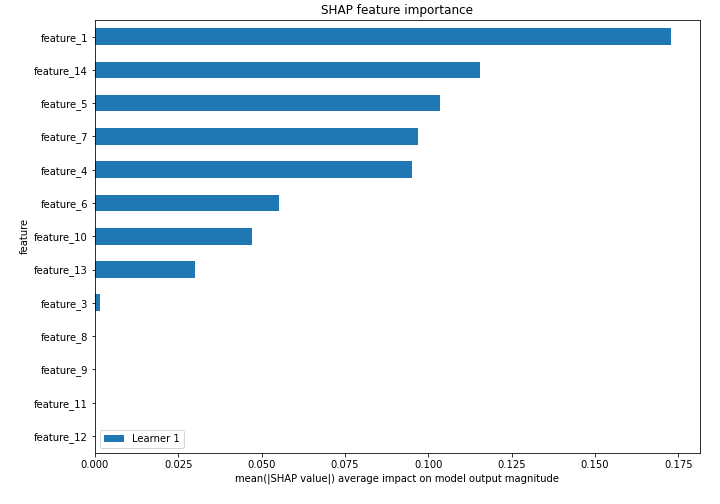 SHAP feature importance
feature_1
feature_14
feature_5
feature_7
feature_4
feature_6
feature_10
feature_13
feature_3
feature_8
feature_9
feature_11
feature_12
feature
Learner 1
0.000 0.025 0.050 0.075 0.100 0.125 0.150 0.175
mean(|SHAP value|) average impact on model output magnitude